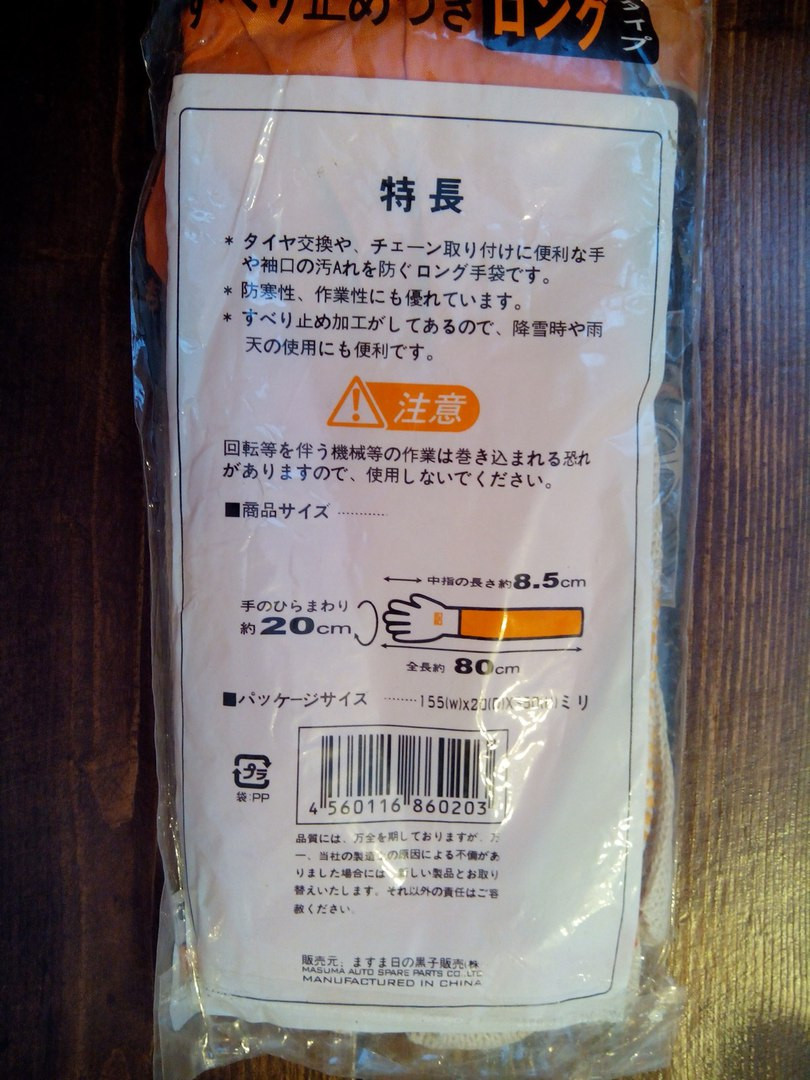 すべり止めつきロングタイプ
特長
* タイヤ交換や、チェーン取り付けに便利な手
や袖口の汚Aれを防ぐロング手袋です。
* 防寒性、作業性にも優れています。
* すべり止め加工がしてあるので、降雪時や雨
天の使用にも便利です。
注意
回転等を伴う機械等の作業は巻き込まれる恐れ
がありますので、使用しないでください。
■商品サイズ …………
中指の長さ約8.5cm
手のひらまわり
約20cm
全長約 80cm
■パッケージサイズ ……155(w)x20(D)X ミリ
プラ
袋:PP
4 560116 860203
品質には、万全を期しておりますが、万
一、当社の製造 の原因による不備があ
りました場合には、新しい製品とお取り
替えいたします。それ以外の責任はご容
赦ください。
販売元: ますま日の黒子販売(株
MASUMA AUTO SPARE PARTS CO.,LTD
MANUFACTURED IN CHINA